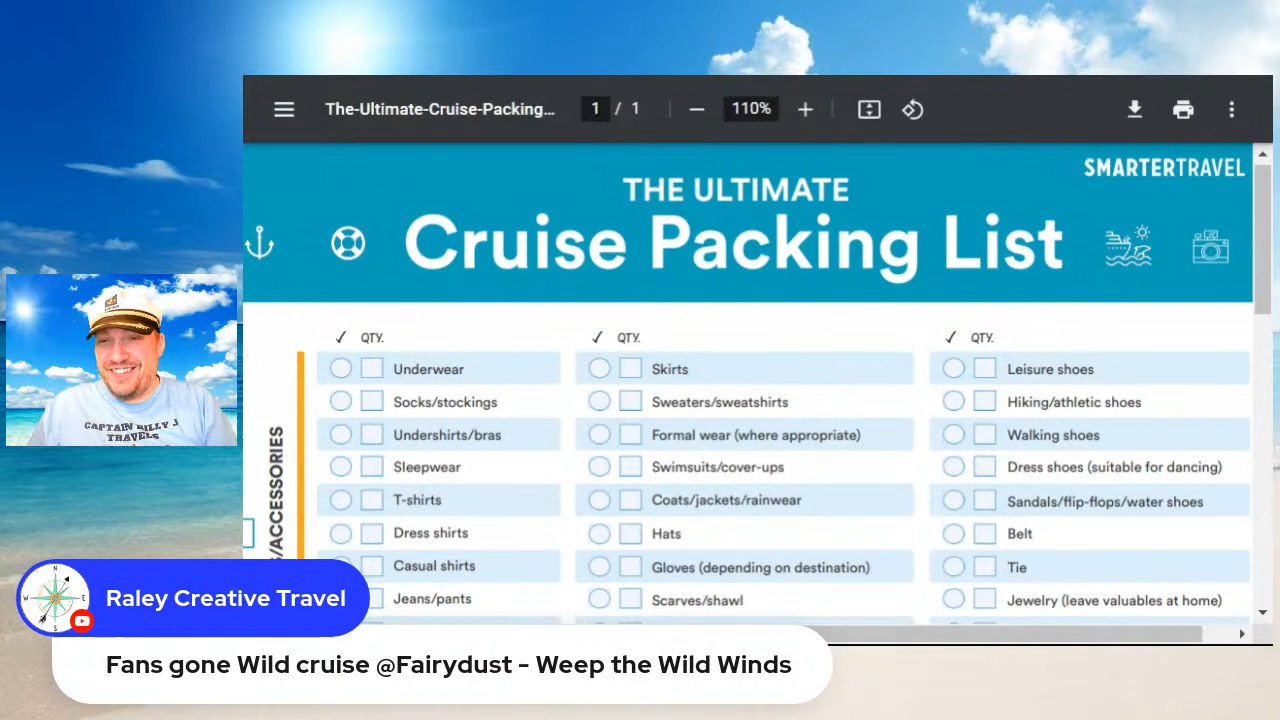 The-Ultimate-Cruise-Packing... 1 / 1 110%
SMARTERTRAVEL
THE ULTIMATE
Cruise Packing List
✓ QTY. ✓ QTY. ✓ QTY.
Underwear Skirts Leisure shoes
Socks/stockings Sweaters/sweatshirts Hiking/athletic shoes
Undershirts/bras Formal wear (where appropriate) Walking shoes
Sleepwear Swimsuits/cover-ups Dress shoes (suitable for dancing)
T-shirts Coats/jackets/rainwear Sandals/flip-flops/water shoes
Dress shirts Hats Belt
Casual shirts Gloves (depending on destination) Tie
Jeans/pants Scarves/shawl Jewelry (leave valuables at home)
/ACCESSORIES
CAPTAIN BILLY J
TRAVELS
N
W E
S
Raley Creative Travel
Fans gone Wild cruise @Fairydust - Weep the Wild Winds